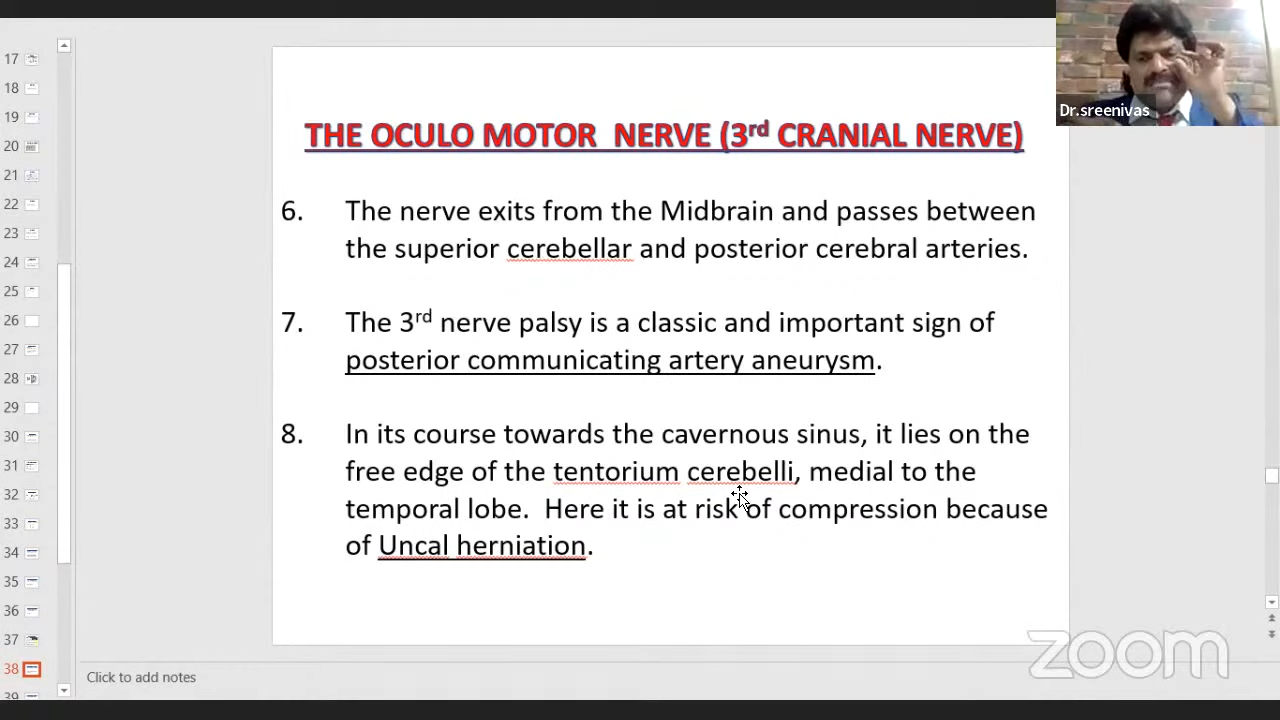 Dr.sreenivas
THE OCULO MOTOR NERVE (3rd CRANIAL NERVE)
6. The nerve exits from the Midbrain and passes between
the superior cerebellar and posterior cerebral arteries.
7. The 3rd nerve palsy is a classic and important sign of
posterior communicating artery aneurysm.
8. In its course towards the cavernous sinus, it lies on the
free edge of the tentorium cerebelli, medial to the
temporal lobe. Here it is at risk of compression because
of Uncal herniation.
17
18
19
20
21
22
23
24
25
26
27
28
29
30
31
32
33
34
35
36
37
38
39
Click to add notes
zoom